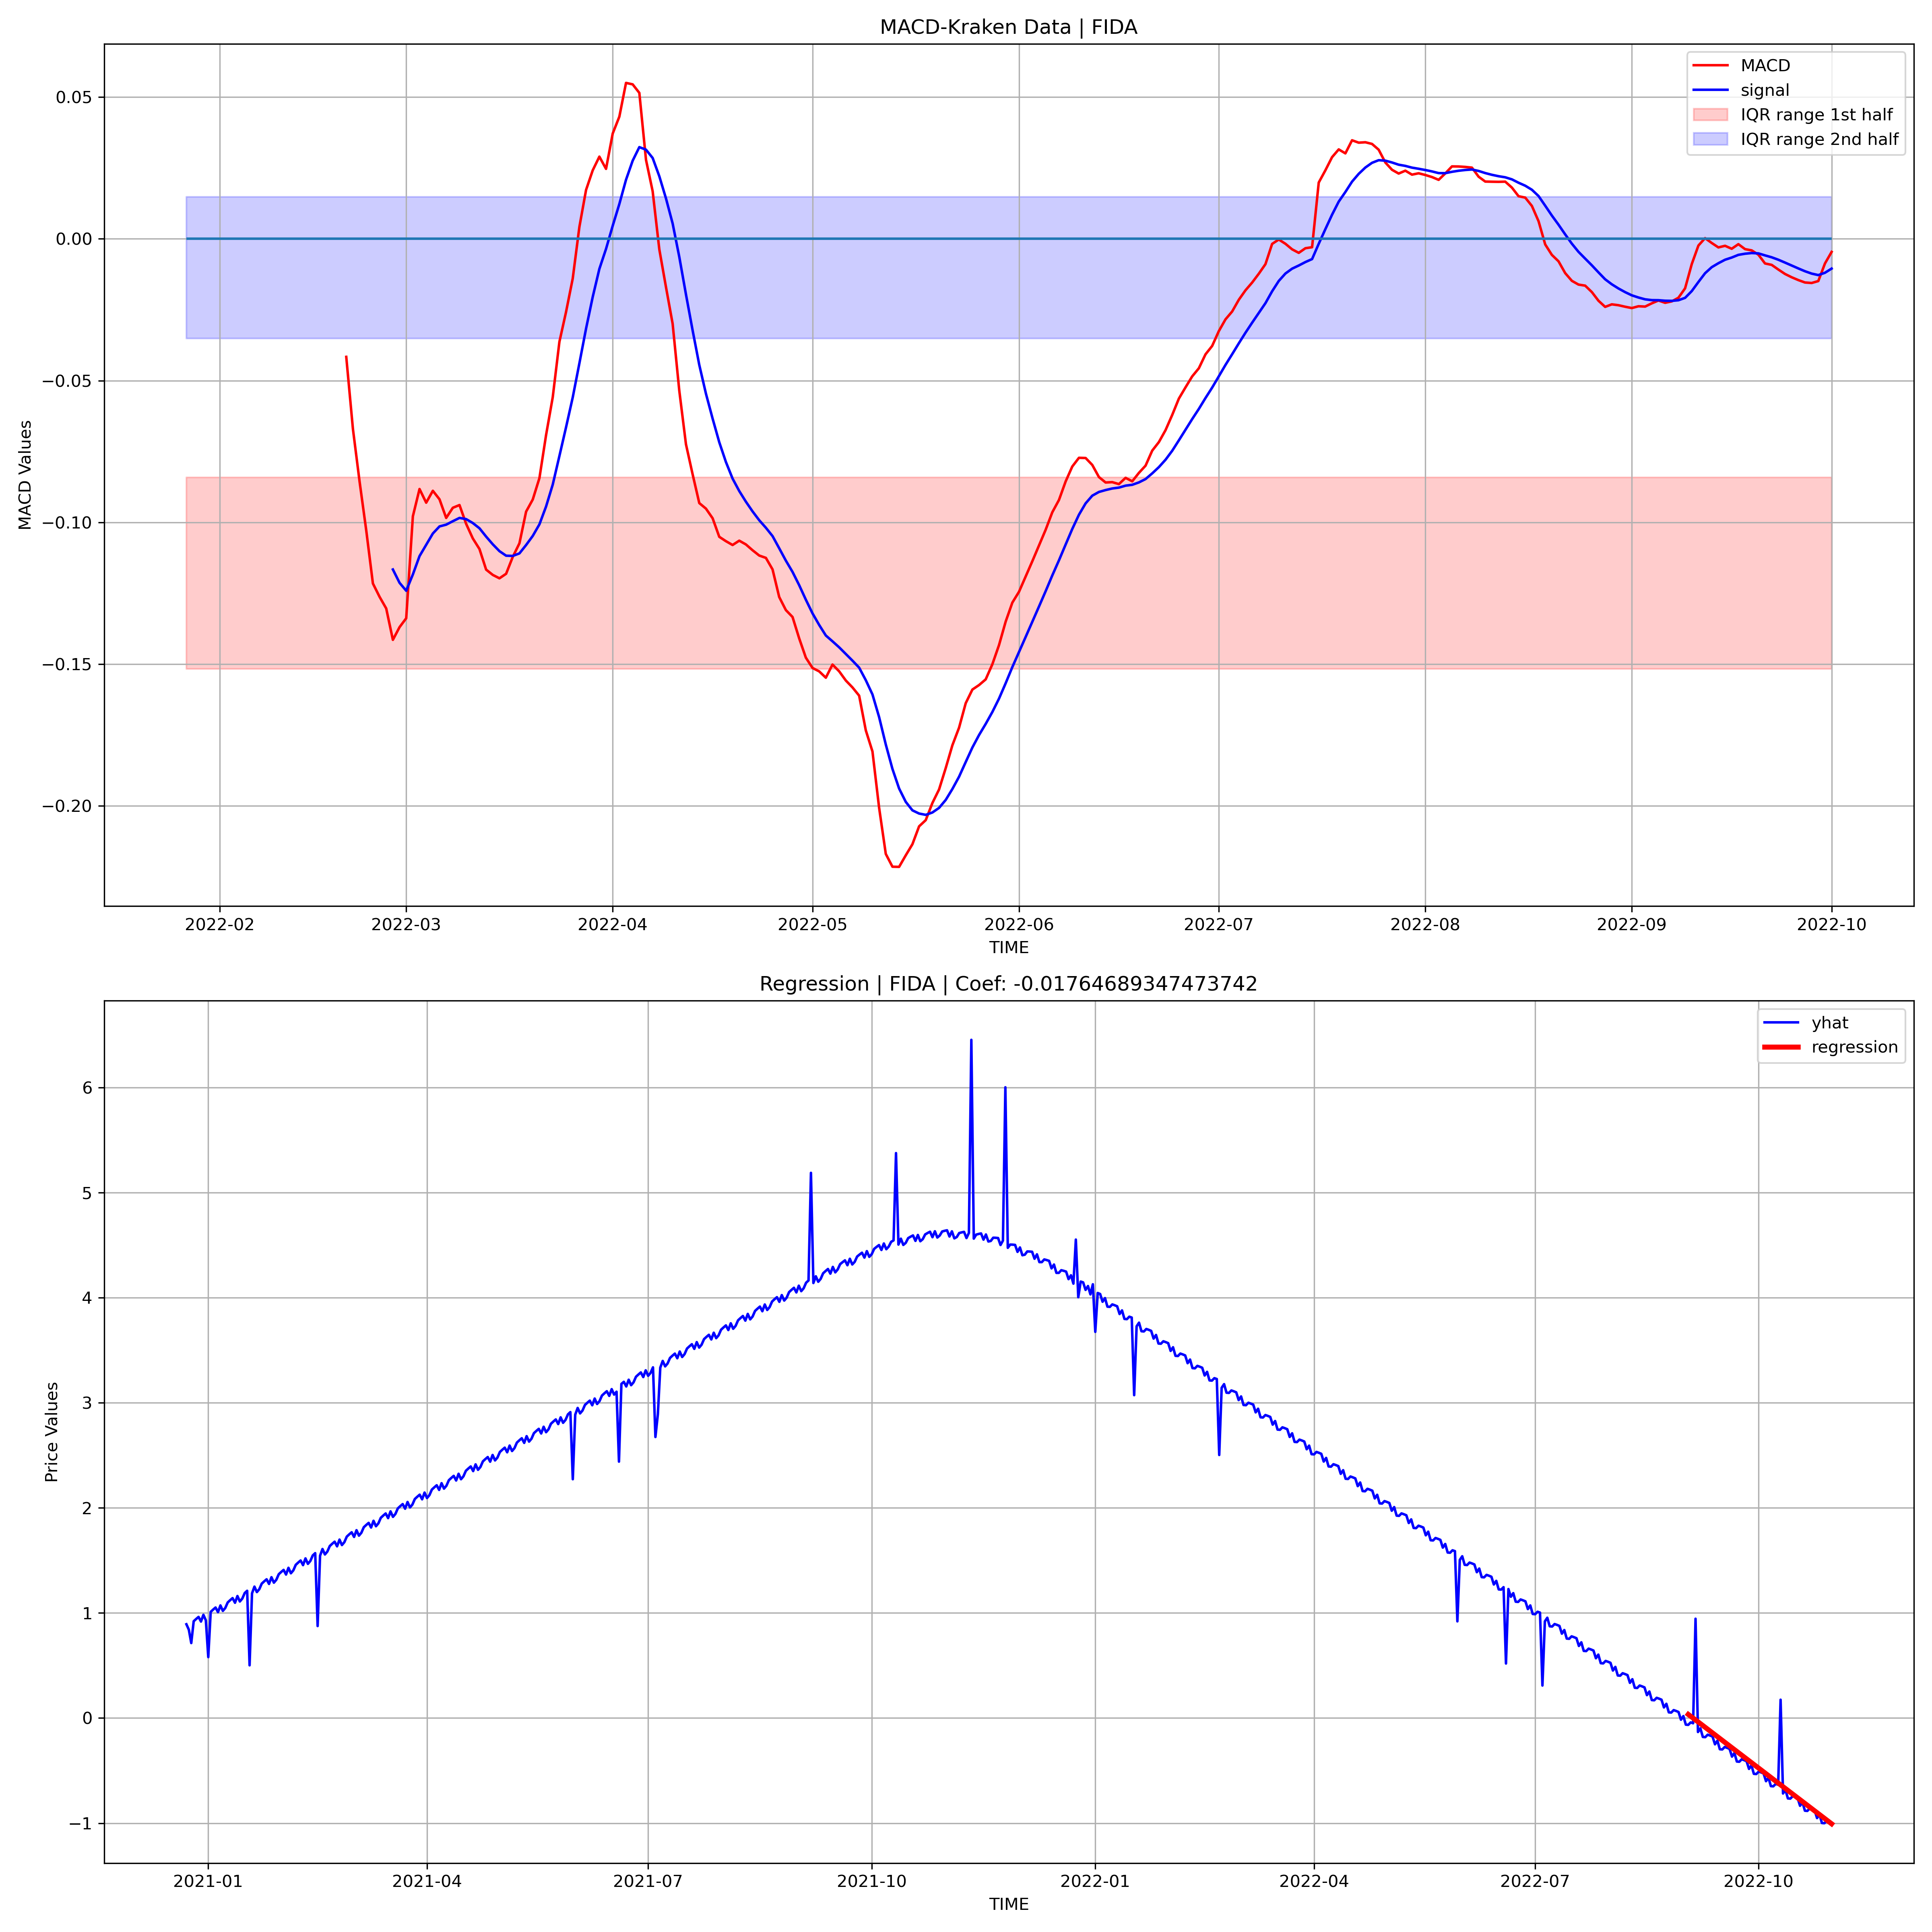 MACD-Kraken Data | FIDA
MACD
signal
IQR range 1st half
IQR range 2nd half
MACD Values
0.05
0.00
−0.05
−0.10
−0.15
−0.20
2022-02 2022-03 2022-04 2022-05 2022-06 2022-07 2022-08 2022-09 2022-10
TIME
Regression | FIDA | Coef: -0.01764689347473742
yhat
regression
Price Values
6
5
4
3
2
1
0
−1
2021-01 2021-04 2021-07 2021-10 2022-01 2022-04 2022-07 2022-10
TIME